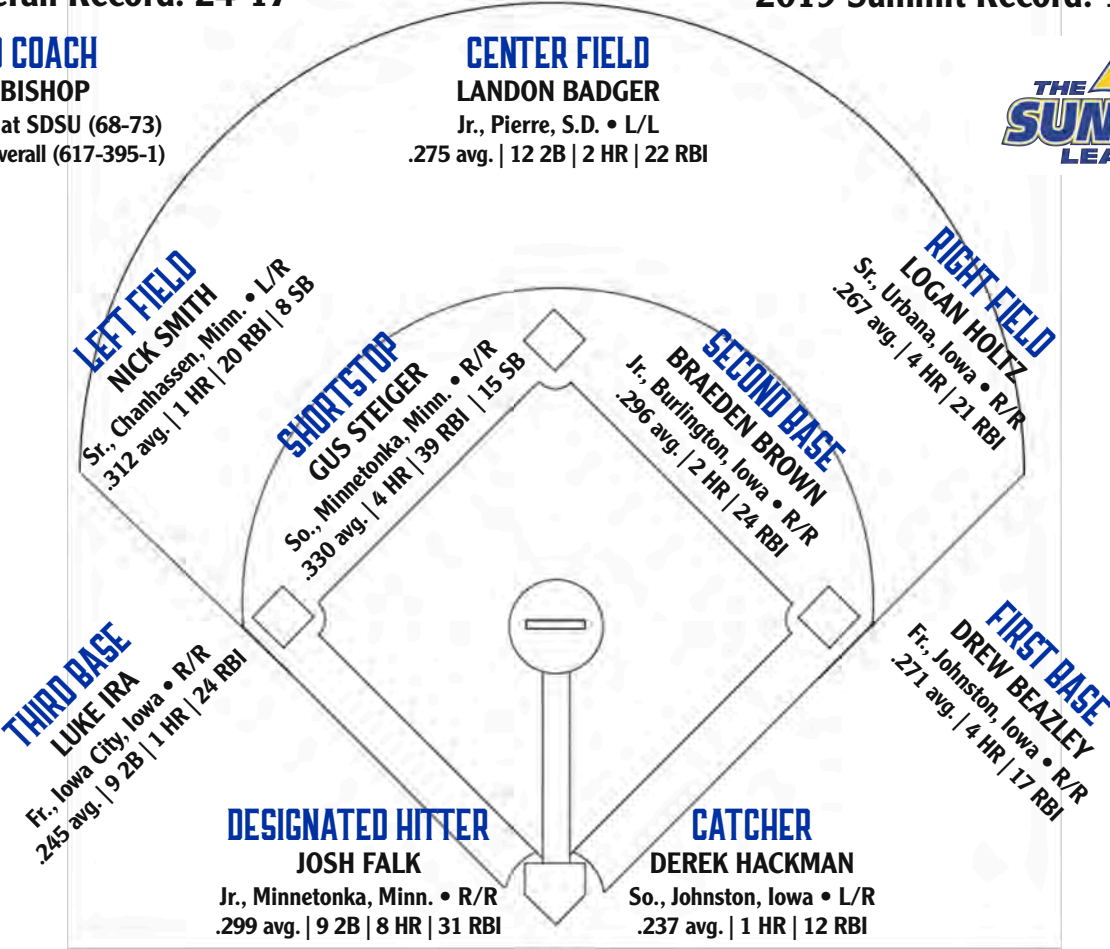 Record: 24-17
2019 Summit Record:
COACH
BISHOP
at SDSU (68-73)
(617-395-1)
CENTER FIELD
LANDON BADGER
Jr., Pierre, S.D. • L/L
.275 avg. | 12 2B | 2 HR | 22 RBI
THE
LEFT FIELD
NICK SMITH
Sr., Chanhassen, Minn. • L/R
.312 avg. | 1 HR | 20 RBI | 8 SB
SHORTSTOP
GUS STEIGER
So., Minnetonka, Minn. • R/R
.330 avg. | 4 HR | 39 RBI | 15 SB
SECOND BASE
BRAEDEN BROWN
Jr., Burlington, Iowa • R/R
.296 avg. | 2 HR | 24 RBI
RIGHT FIELD
LOGAN HOLTZ
Sr., Urbana, Iowa • R/R
.267 avg. | 4 HR | 21 RBI
THIRD BASE
LUKE IRA
Fr., Iowa City, Iowa • R/R
.245 avg. | 9 2B | 1 HR | 24 RBI
FIRST BASE
DREW BEAZLEY
Fr., Johnston, Iowa • R/R
.271 avg. | 4 HR | 17 RBI
DESIGNATED HITTER
JOSH FALK
Jr., Minnetonka, Minn. • R/R
.299 avg. | 9 2B | 8 HR | 31 RBI
CATCHER
DEREK HACKMAN
So., Johnston, Iowa • L/R
.237 avg. | 1 HR | 12 RBI